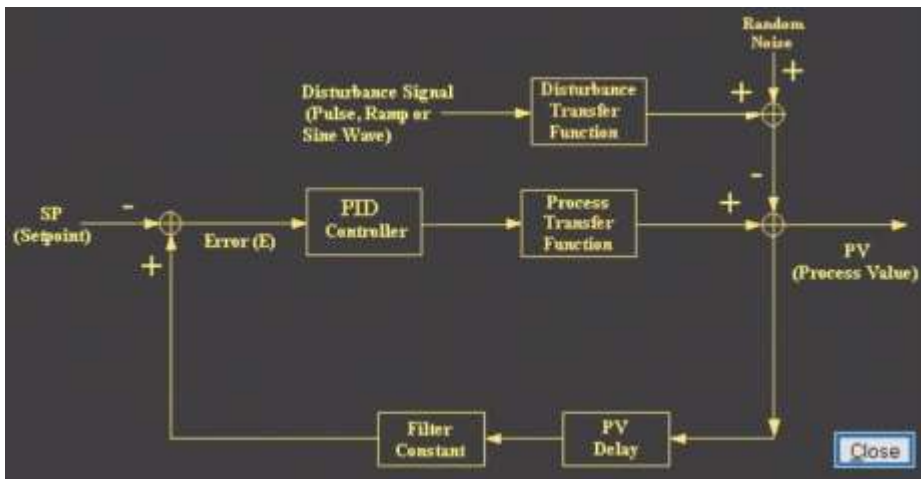 Random
Noise
+
+
Disturbance Signal
(Pulse, Ramp or
Sine Wave)
Disturbance
Transfer
Function
-
SP
(Setpoint)
-
+
Error (E)
PID
Controller
Process
Transfer
Function
+
PV
(Process Value)
Filter
Constant
PV
Delay
Close